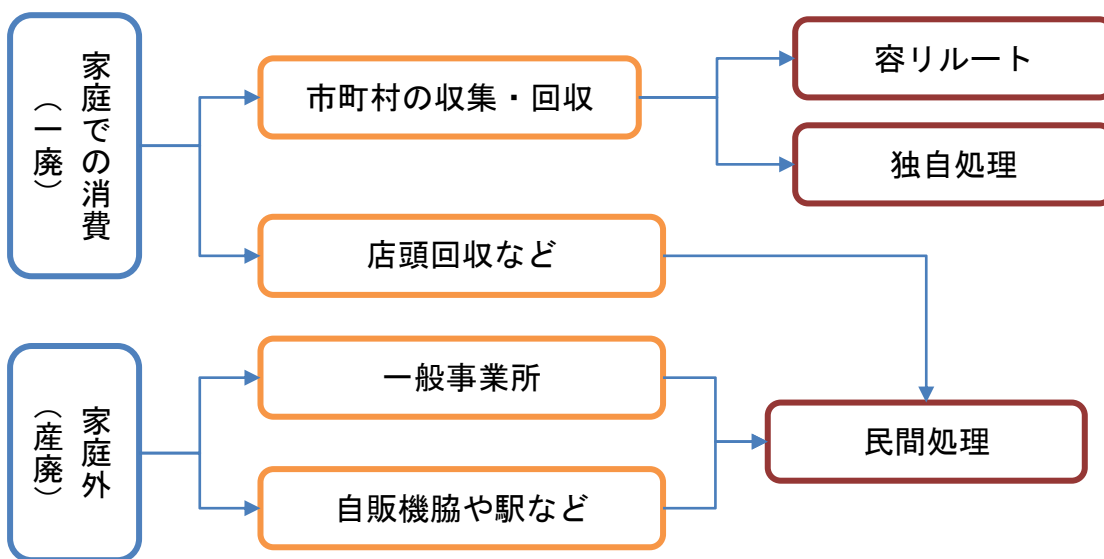 家庭での消費
（一廃）
市町村の収集・回収
容リルート
独自処理
店頭回収など
家庭外
（産廃）
一般事業所
自販機脇や駅など
民間処理